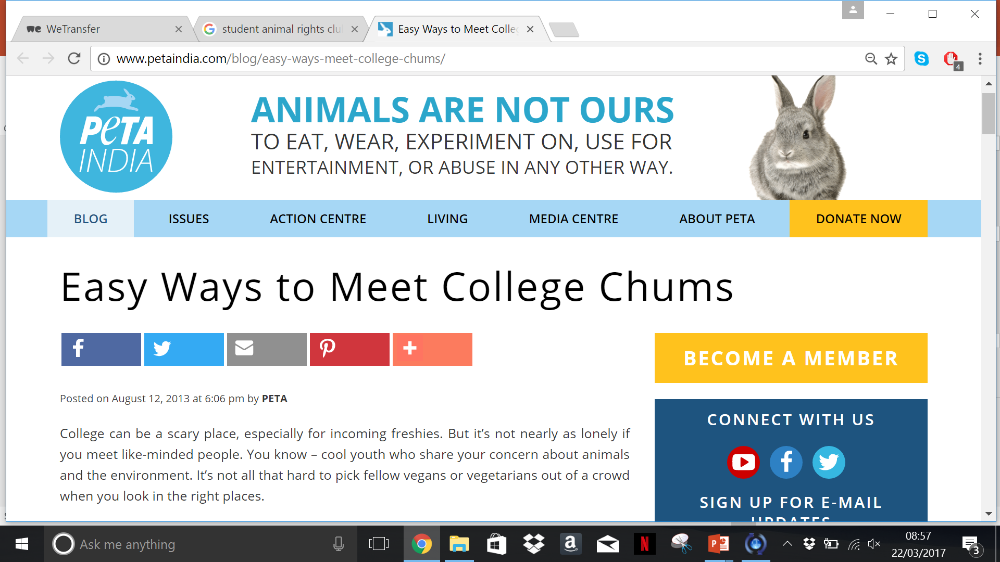 WeTransfer
student animal rights clu
Easy Ways to Meet Colleg
www.petaindia.com/blog/easy-ways-meet-college-chums/
4
PETA
INDIA
ANIMALS ARE NOT OURS
TO EAT, WEAR, EXPERIMENT ON, USE FOR
ENTERTAINMENT, OR ABUSE IN ANY OTHER WAY.
BLOG ISSUES ACTION CENTRE LIVING MEDIA CENTRE ABOUT PETA DONATE NOW
Easy Ways to Meet College Chums
Posted on August 12, 2013 at 6:06 pm by PETA
College can be a scary place, especially for incoming freshies. But it’s not nearly as lonely if
you meet like-minded people. You know – cool youth who share your concern about animals
and the environment. It’s not all that hard to pick fellow vegans or vegetarians out of a crowd
when you look in the right places.
BECOME A MEMBER
CONNECT WITH US
SIGN UP FOR E-MAIL
UPDATES
Ask me anything
08:57
22/03/2017
3